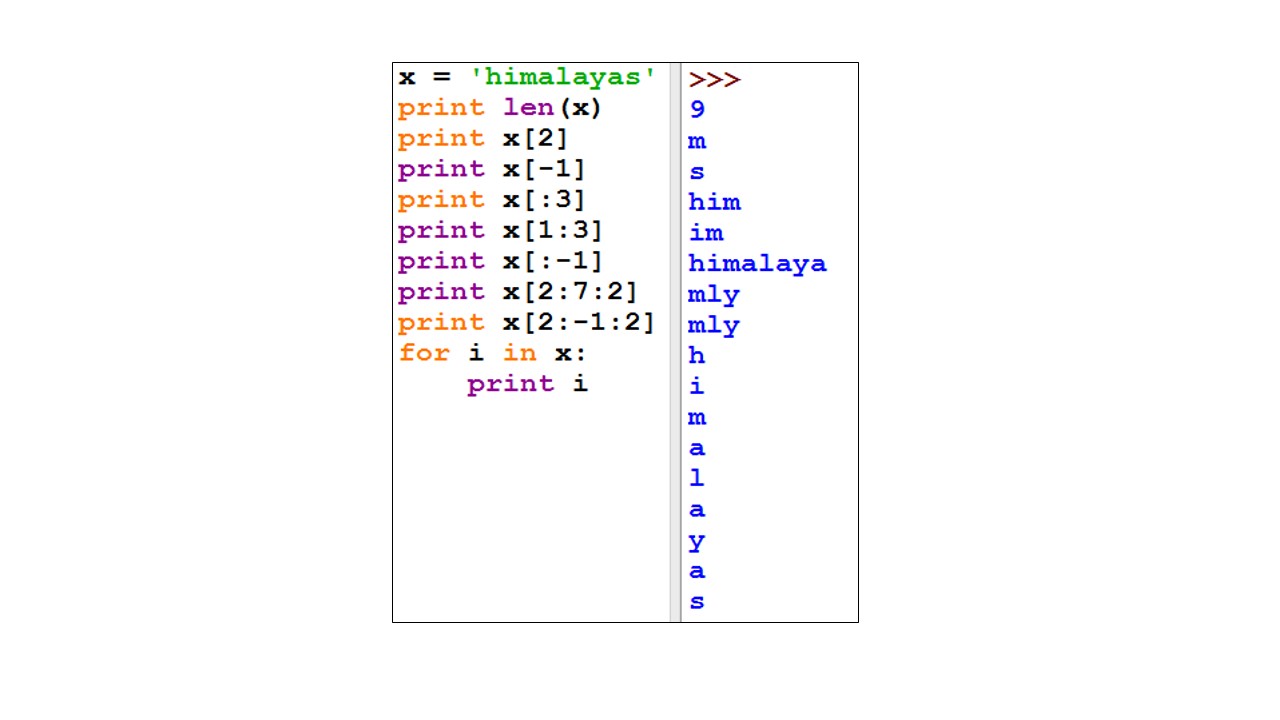 x = 'himalayas'
print len(x)
print x[2]
print x[-1]
print x[:3]
print x[1:3]
print x[:-1]
print x[2:7:2]
print x[2:-1:2]
for i in x:
    print i
>>>
9
m
s
him
im
himalaya
mly
mly
h
i
m
a
l
a
y
a
s